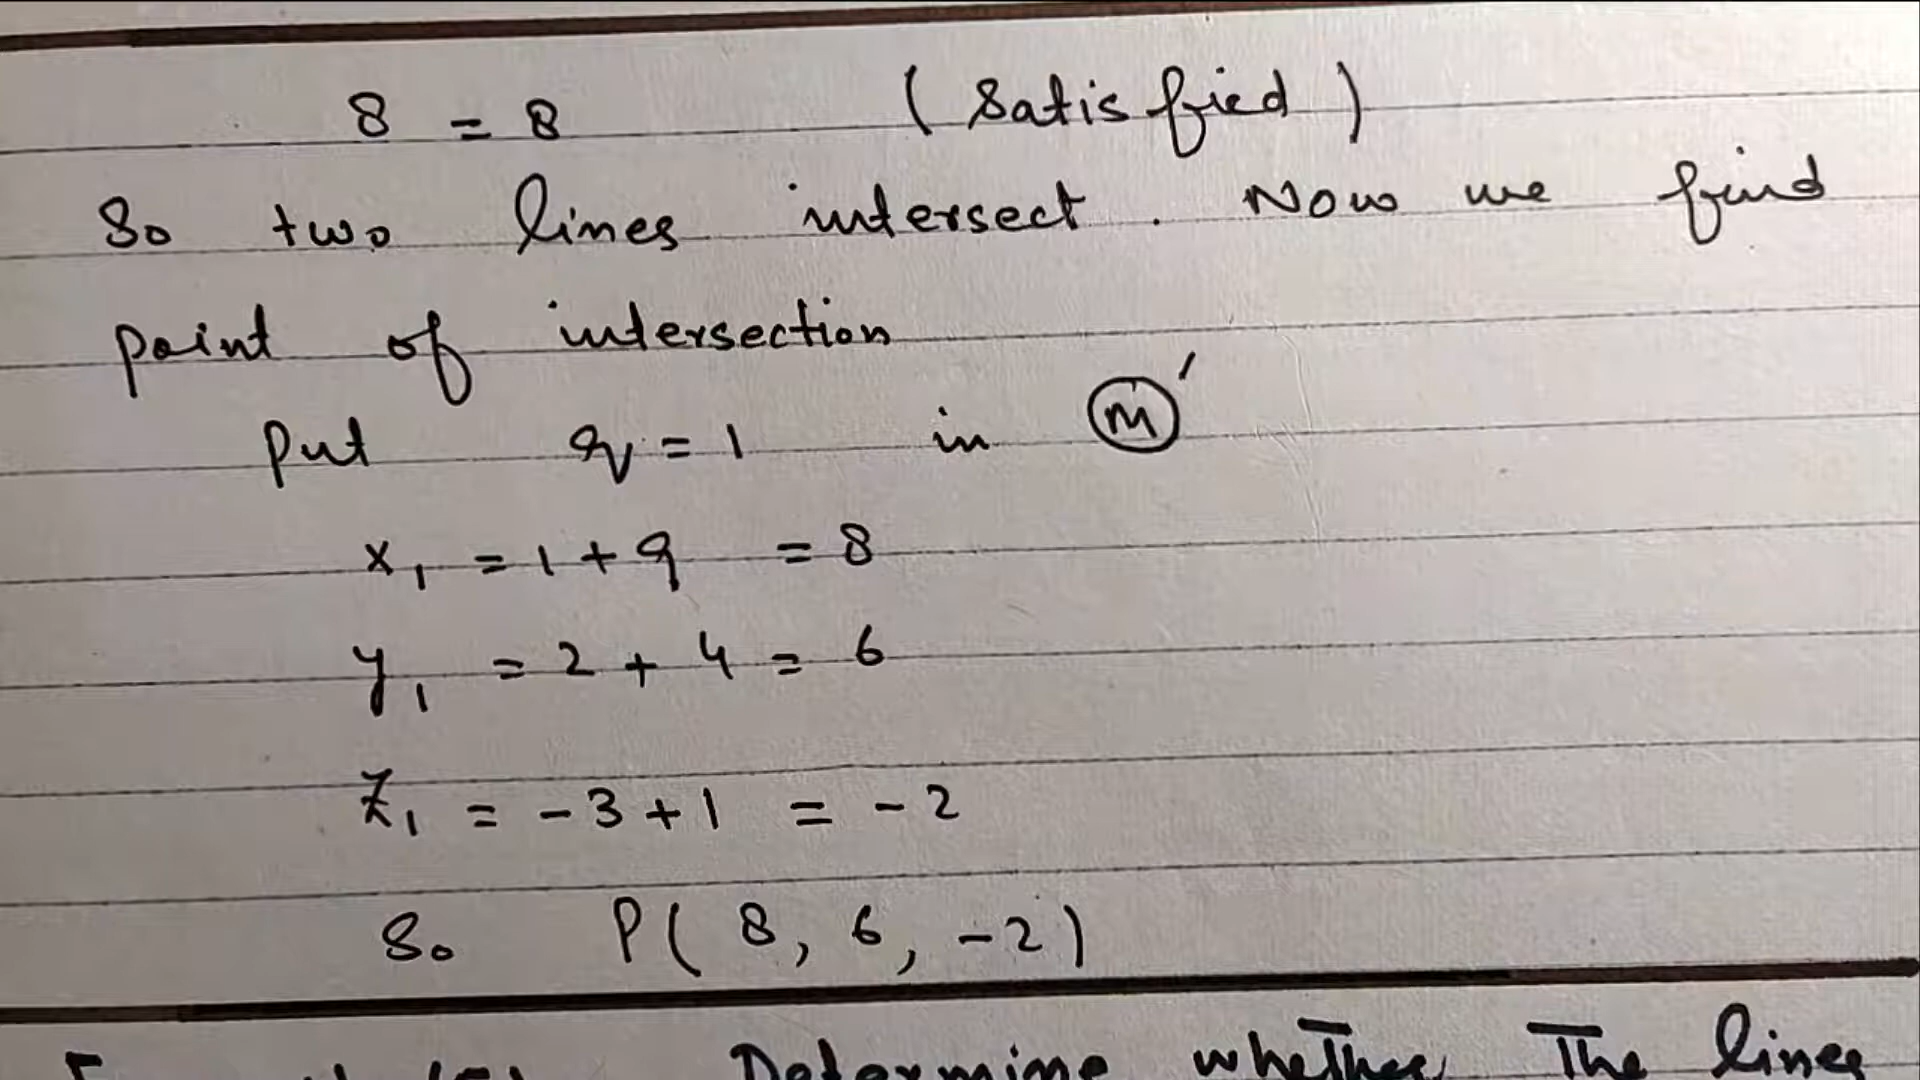 8 = 8 (Satisfied)
So two lines intersect. Now we find
point of intersection
Put q = 1 in (m)'
x₁ = 1 + 9 = 8
y₁ = 2 + 4 = 6
z₁ = -3 + 1 = -2
So P( 8, 6, -2)
Determine whether The lines